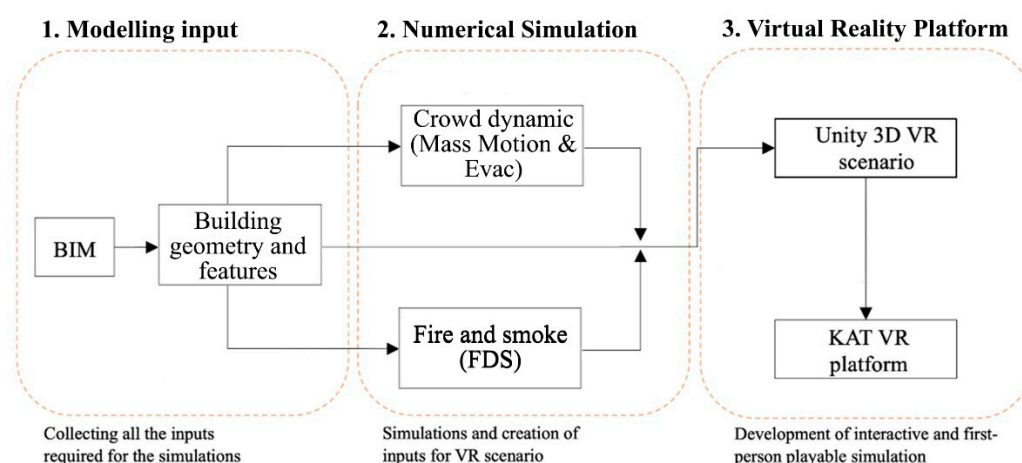 1. Modelling input
2. Numerical Simulation
3. Virtual Reality Platform
BIM
Building
geometry and
features
Crowd dynamic
(Mass Motion &
Evac)
Fire and smoke
(FDS)
Unity 3D VR
scenario
KAT VR
platform
Collecting all the inputs
required for the simulations
Simulations and creation of
inputs for VR scenario
Development of interactive and first-
person playable simulation